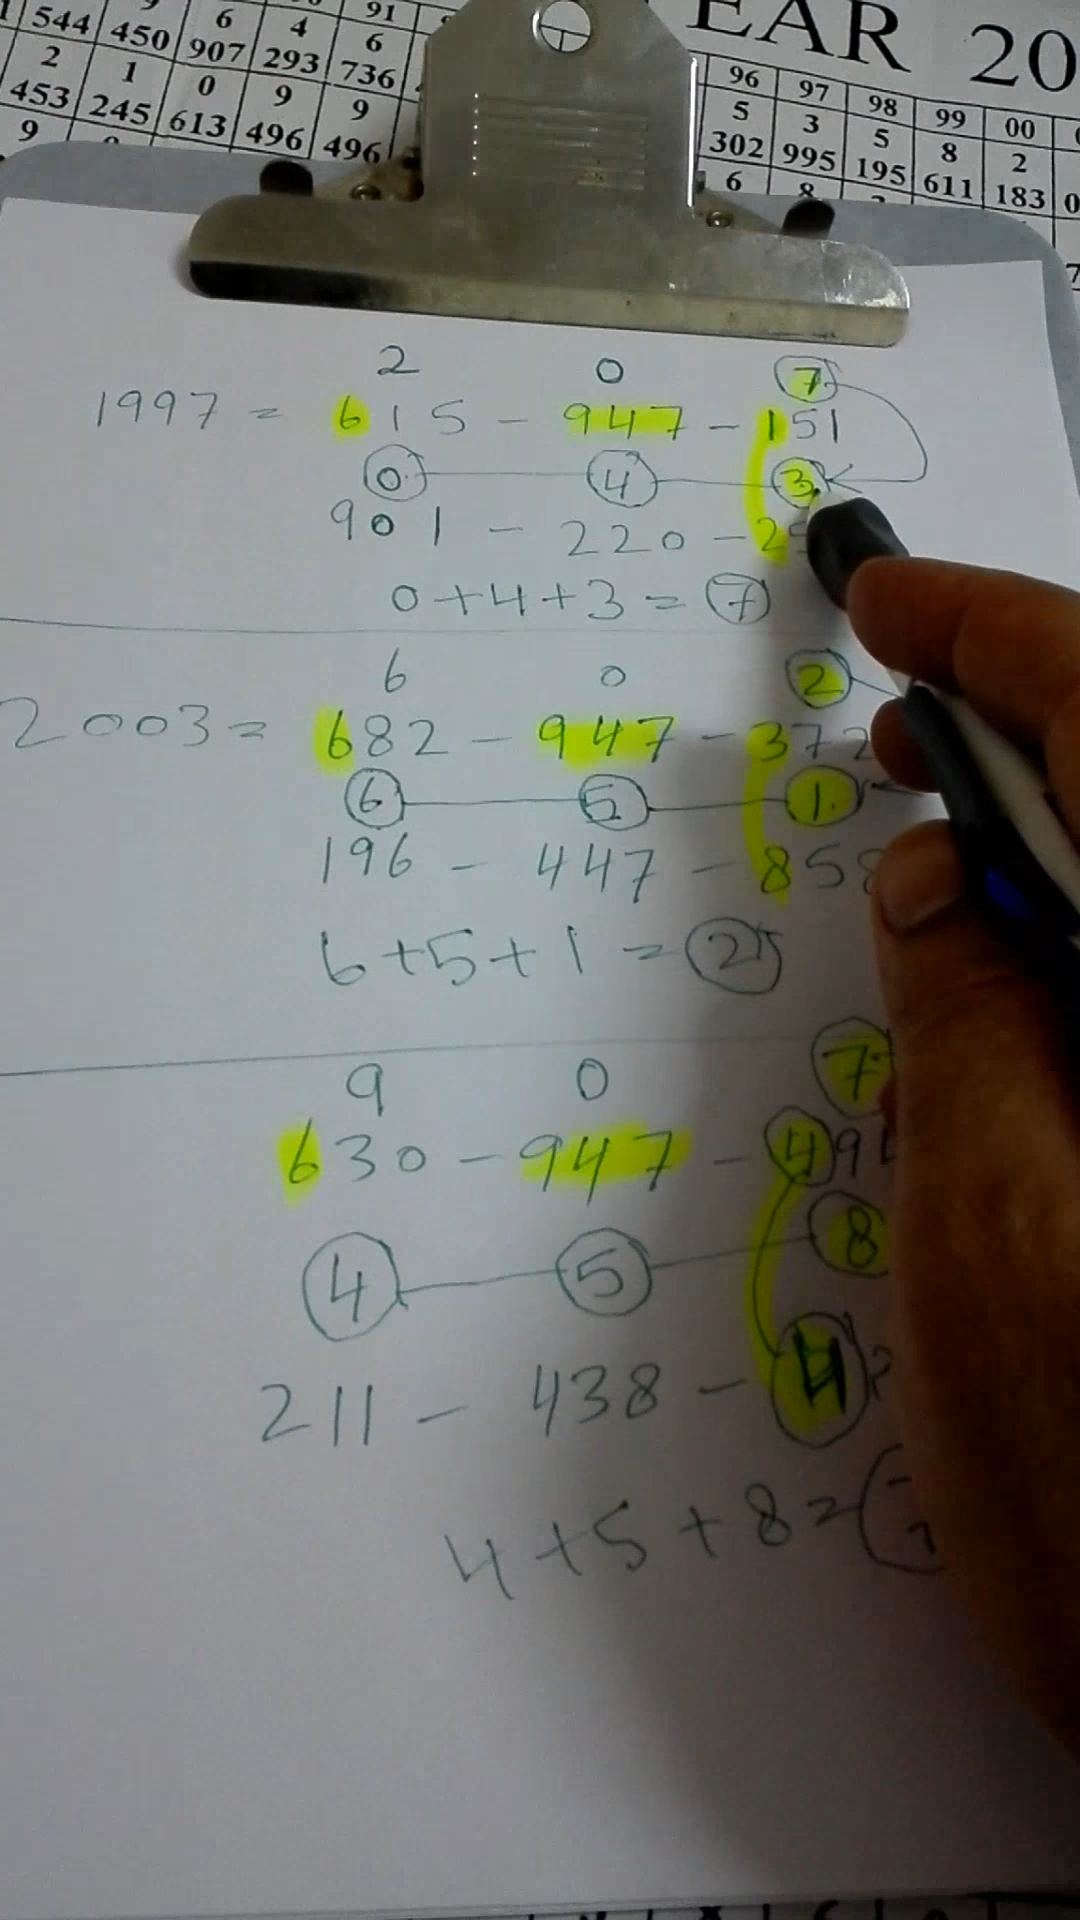 91
544 450 6 4 6
907 293 736
2 1 0 9 9
453 245 613 496 496
9
EAR 20
96 97 98 99 00
5 3 5 8 2
302 995 195 611 183 0
6 8
2 0 7
1997 = 615 - 947 - 151
0 4 3
901 - 220 - 2
0+4+3=7
6 0 2
2003 = 682 - 947 - 372
6 5 1
196 - 447 - 858
6+5+1=
9 0 7
630 - 947 - 49
4 5 8
211 - 438 - 4
4+5+8=